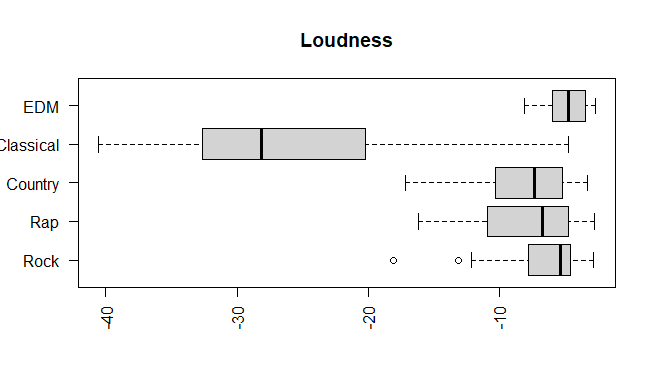 Loudness
EDM
Classical
Country
Rap
Rock
-40
-30
-20
-10